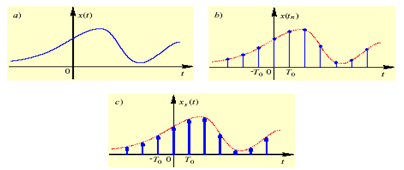 a) x(t)
0 t
b) x(tₙ)
-T₀ 0 T₀ t
c) xₛ(t)
-T₀ 0 T₀ t